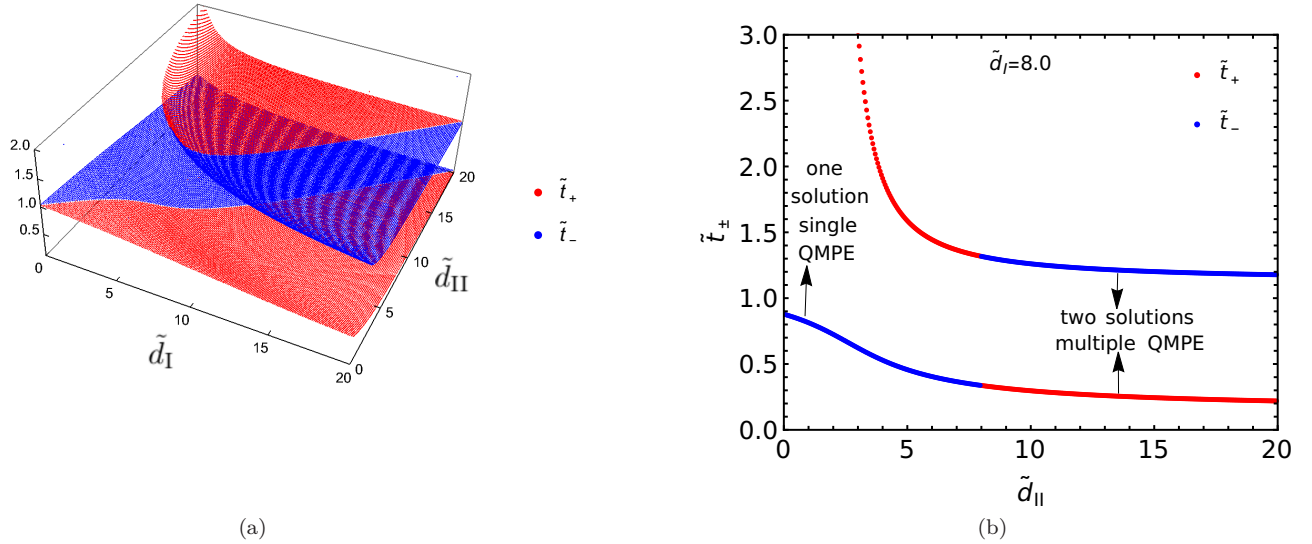 2.0
1.5
1.0
0.5
0
5
10
15
20
0
5
10
15
20
d̃_I
d̃_II
t̃_+
t̃_−
(a)
3.0
2.5
2.0
1.5
1.0
0.5
0.0
t̃_±
d̃_I=8.0
t̃_+
t̃_−
one
solution
single
QMPE
two solutions
multiple QMPE
0
5
10
15
20
d̃_II
(b)